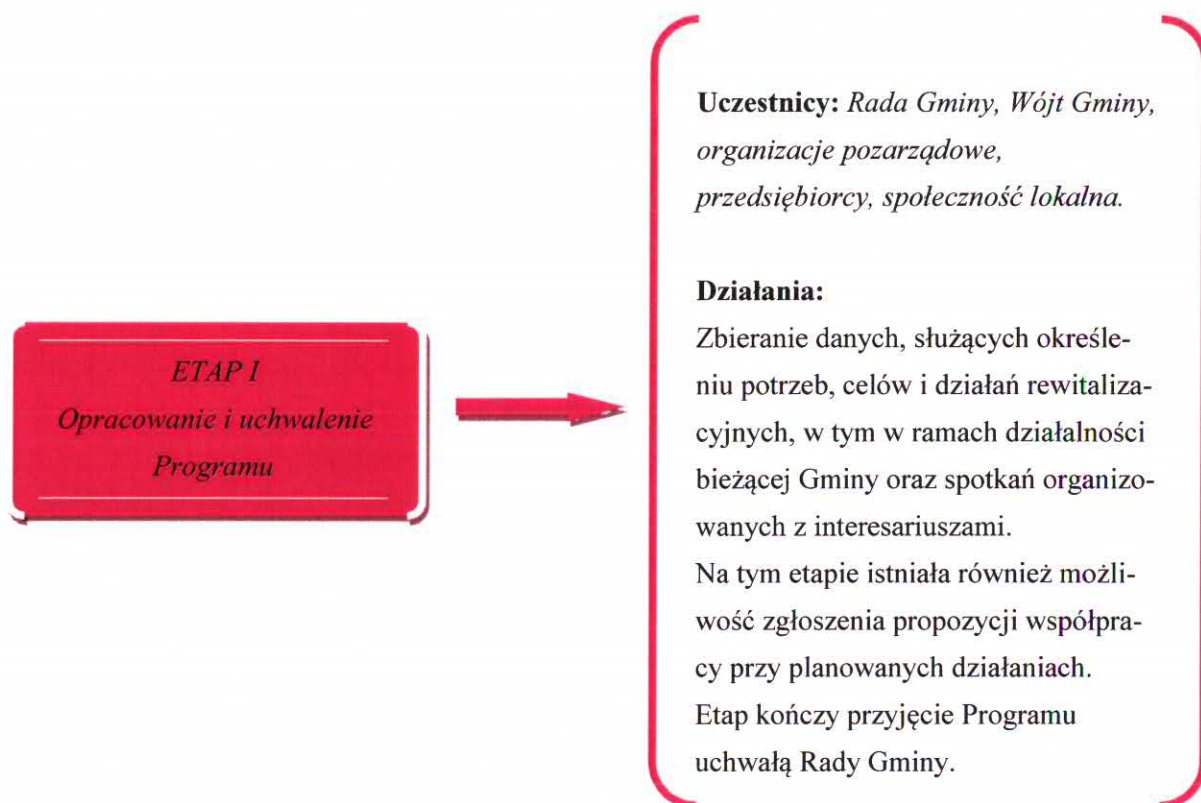 ETAP I
Opracowanie i uchwalenie
Programu
Uczestnicy: Rada Gminy, Wójt Gminy,
organizacje pozarządowe,
przedsiębiorcy, społeczność lokalna.
Działania:
Zbieranie danych, służących określe-
niu potrzeb, celów i działań rewitaliza-
cyjnych, w tym w ramach działalności
bieżącej Gminy oraz spotkań organizo-
wanych z interesariuszami.
Na tym etapie istniała również możli-
wość zgłoszenia propozycji współpra-
cy przy planowanych działaniach.
Etap kończy przyjęcie Programu
uchwałą Rady Gminy.